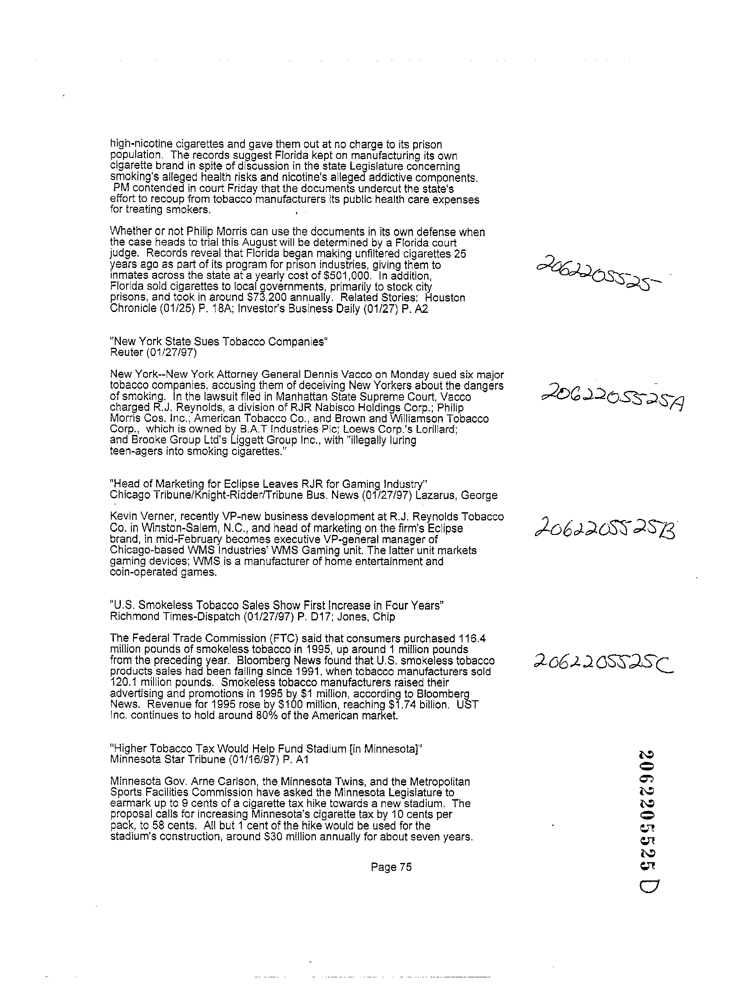 high-nicotine cigarettes and gave them out at no charge to its prison
population. The records suggest Florida kept on manufacturing its own
cigarette brand in spite of discussion in the state Legislature concerning
smoking's alleged health risks and nicotine's alleged addictive components.
PM contended in court Friday that the documents undercut the state's
effort to recoup from tobacco manufacturers its public health care expenses
for treating smokers.
Whether or not Philip Morris can use the documents in its own defense when
the case heads to trial this August will be determined by a Florida court
judge. Records reveal that Florida began making unfiltered cigarettes 25
years ago as part of its program for prison industries, giving them to
inmates across the state at a yearly cost of $501,000. In addition,
Florida sold cigarettes to local governments, primarily to stock city
prisons, and took in around $73,200 annually. Related Stories: Houston
Chronicle (01/25) P. 18A; Investor's Business Daily (01/27) P. A2
2062205525
"New York State Sues Tobacco Companies"
Reuter (01/27/97)
New York--New York Attorney General Dennis Vacco on Monday sued six major
tobacco companies, accusing them of deceiving New Yorkers about the dangers
of smoking. In the lawsuit filed in Manhattan State Supreme Court, Vacco
charged R.J. Reynolds, a division of RJR Nabisco Holdings Corp.; Philip
Morris Cos. Inc.; American Tobacco Co., and Brown and Williamson Tobacco
Corp., which is owned by B.A.T Industries Plc; Loews Corp.'s Lorillard;
and Brooke Group Ltd's Liggett Group Inc., with "illegally luring
teen-agers into smoking cigarettes."
2062205525A
"Head of Marketing for Eclipse Leaves RJR for Gaming Industry"
Chicago Tribune/Knight-Ridder/Tribune Bus. News (01/27/97) Lazarus, George
Kevin Verner, recently VP-new business development at R.J. Reynolds Tobacco
Co. in Winston-Salem, N.C., and head of marketing on the firm's Eclipse
brand, in mid-February becomes executive VP-general manager of
Chicago-based WMS Industries' WMS Gaming unit. The latter unit markets
gaming devices; WMS is a manufacturer of home entertainment and
coin-operated games.
2062205525B
"U.S. Smokeless Tobacco Sales Show First Increase in Four Years"
Richmond Times-Dispatch (01/27/97) P. D17; Jones, Chip
The Federal Trade Commission (FTC) said that consumers purchased 116.4
million pounds of smokeless tobacco in 1995, up around 1 million pounds
from the preceding year. Bloomberg News found that U.S. smokeless tobacco
products sales had been falling since 1991, when tobacco manufacturers sold
120.1 million pounds. Smokeless tobacco manufacturers raised their
advertising and promotions in 1995 by $1 million, according to Bloomberg
News. Revenue for 1995 rose by $100 million, reaching $1.74 billion. UST
Inc. continues to hold around 80% of the American market.
2062205525C
"Higher Tobacco Tax Would Help Fund Stadium [in Minnesota]"
Minnesota Star Tribune (01/16/97) P. A1
Minnesota Gov. Arne Carlson, the Minnesota Twins, and the Metropolitan
Sports Facilities Commission have asked the Minnesota Legislature to
earmark up to 9 cents of a cigarette tax hike towards a new stadium. The
proposal calls for increasing Minnesota's cigarette tax by 10 cents per
pack, to 58 cents. All but 1 cent of the hike would be used for the
stadium's construction, around $30 million annually for about seven years.
2062205525 D
Page 75